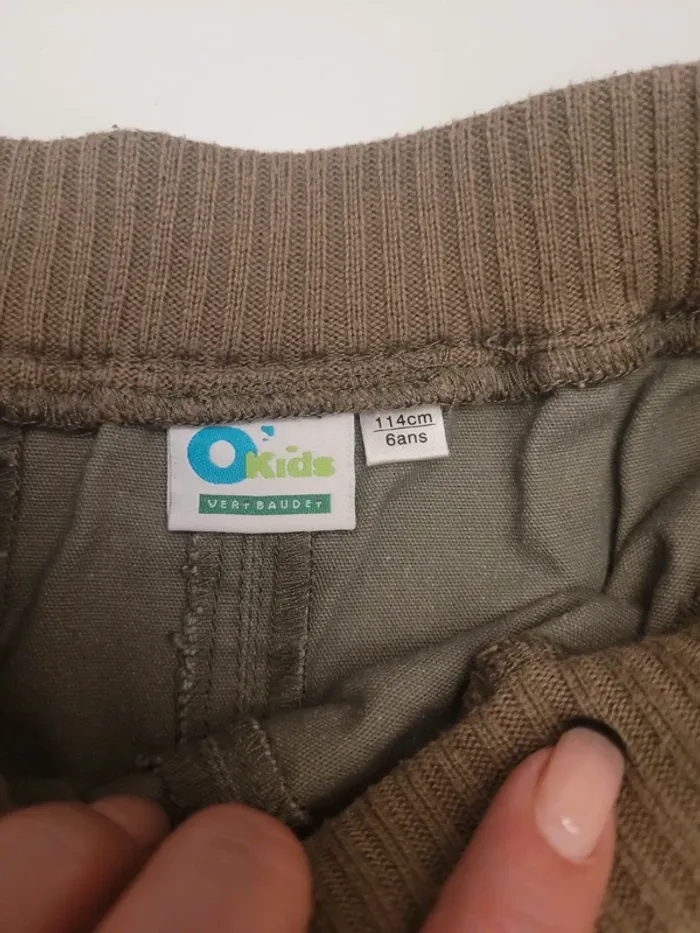 O'Kids
VERTBAUDET
114cm
6ans